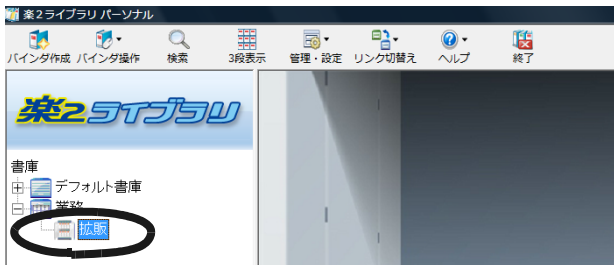 楽2ライブラリ パーソナル
バインダ作成 バインダ操作 検索 3段表示 管理・設定 リンク切替え ヘルプ 終了
楽2ライブラリ
書庫
デフォルト書庫
業務
拡販